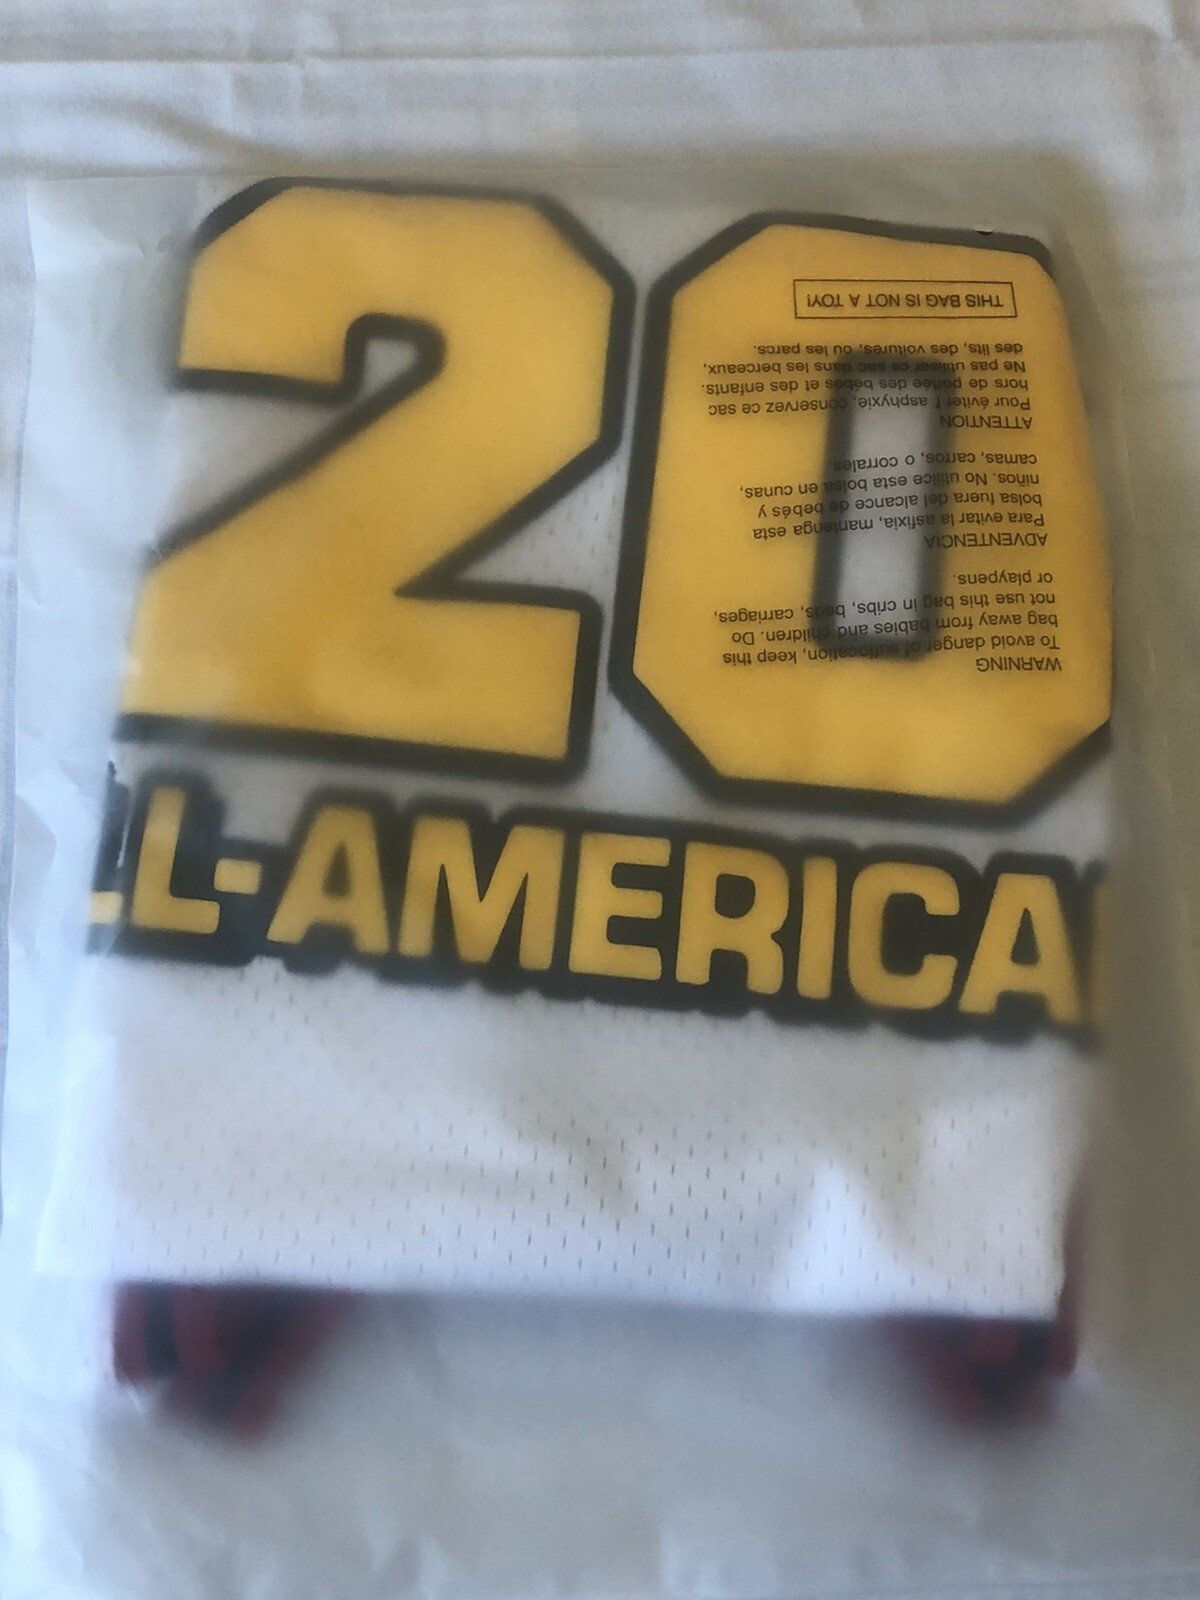 20
LL-AMERICA
WARNING
To avoid danger of suffocation, keep this
bag away from babies and children. Do
not use this bag in cribs, beds, carriages,
or playpens.
ADVENTENCIA
Para evitar la asfixia, mantenga esta
bolsa fuera del alcance de bebés y
niños. No utilice esta bolsa en cunas,
camas, carros, o corrales.
ATTENTION
Pour éviter l' asphyxie, conservez ce sac
hors de portée des bébés et des enfants.
Ne pas utiliser ce sac dans les berceaux,
des lits, des voitures, ou les parcs.
THIS BAG IS NOT A TOY!